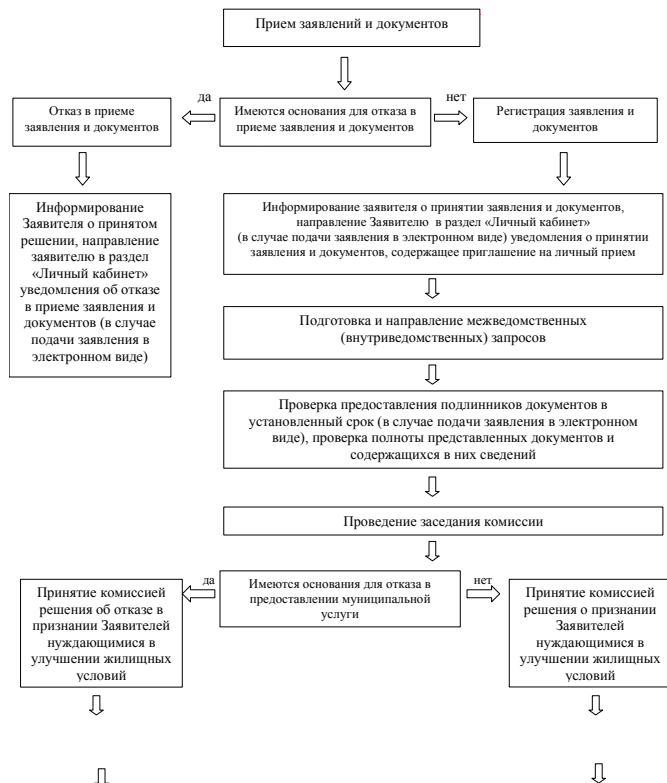 Прием заявлений и документов
да
нет
Отказ в приеме
заявления и документов
Имеются основания для отказа в
приеме заявления и документов
Регистрация заявления и
документов
Информирование
Заявителя о принятом
решении, направление
заявителю в раздел
«Личный кабинет»
уведомления об отказе
в приеме заявления и
документов (в случае
подачи заявления в
электронном виде)
Информирование заявителя о принятии заявления и документов,
направление Заявителю в раздел «Личный кабинет»
(в случае подачи заявления в электронном виде) уведомления о принятии
заявления и документов, содержащее приглашение на личный прием
Подготовка и направление межведомственных
(внутриведомственных) запросов
Проверка предоставления подлинников документов в
установленный срок (в случае подачи заявления в электронном
виде), проверка полноты представленных документов и
содержащихся в них сведений
Проведение заседания комиссии
да
нет
Принятие комиссией
решения об отказе в
признании Заявителей
нуждающимися в
улучшении жилищных
условий
Имеются основания для отказа в
предоставлении муниципальной
услуги
Принятие комиссией
решения о признании
Заявителей
нуждающимися в
улучшении жилищных
условий